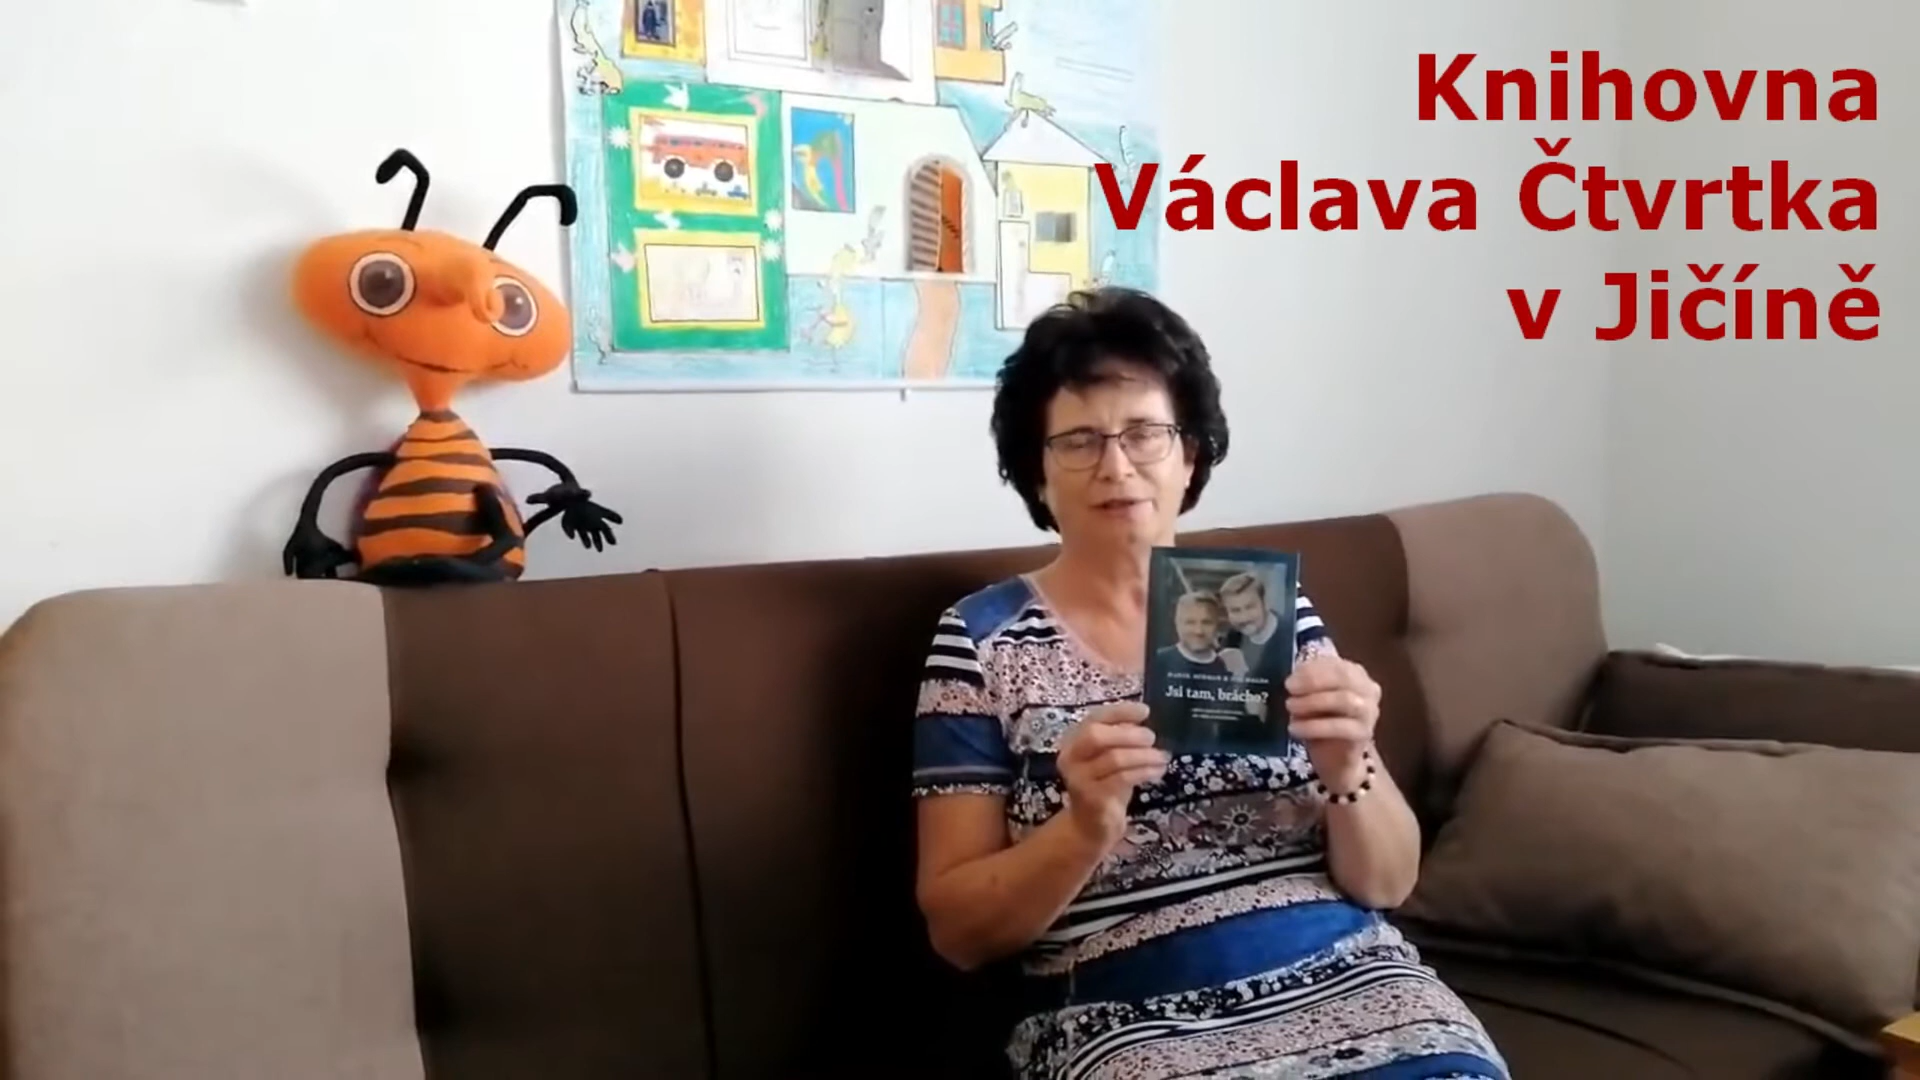 Knihovna
Václava Čtvrtka
v Jičíně
Jsi tam, brácho?